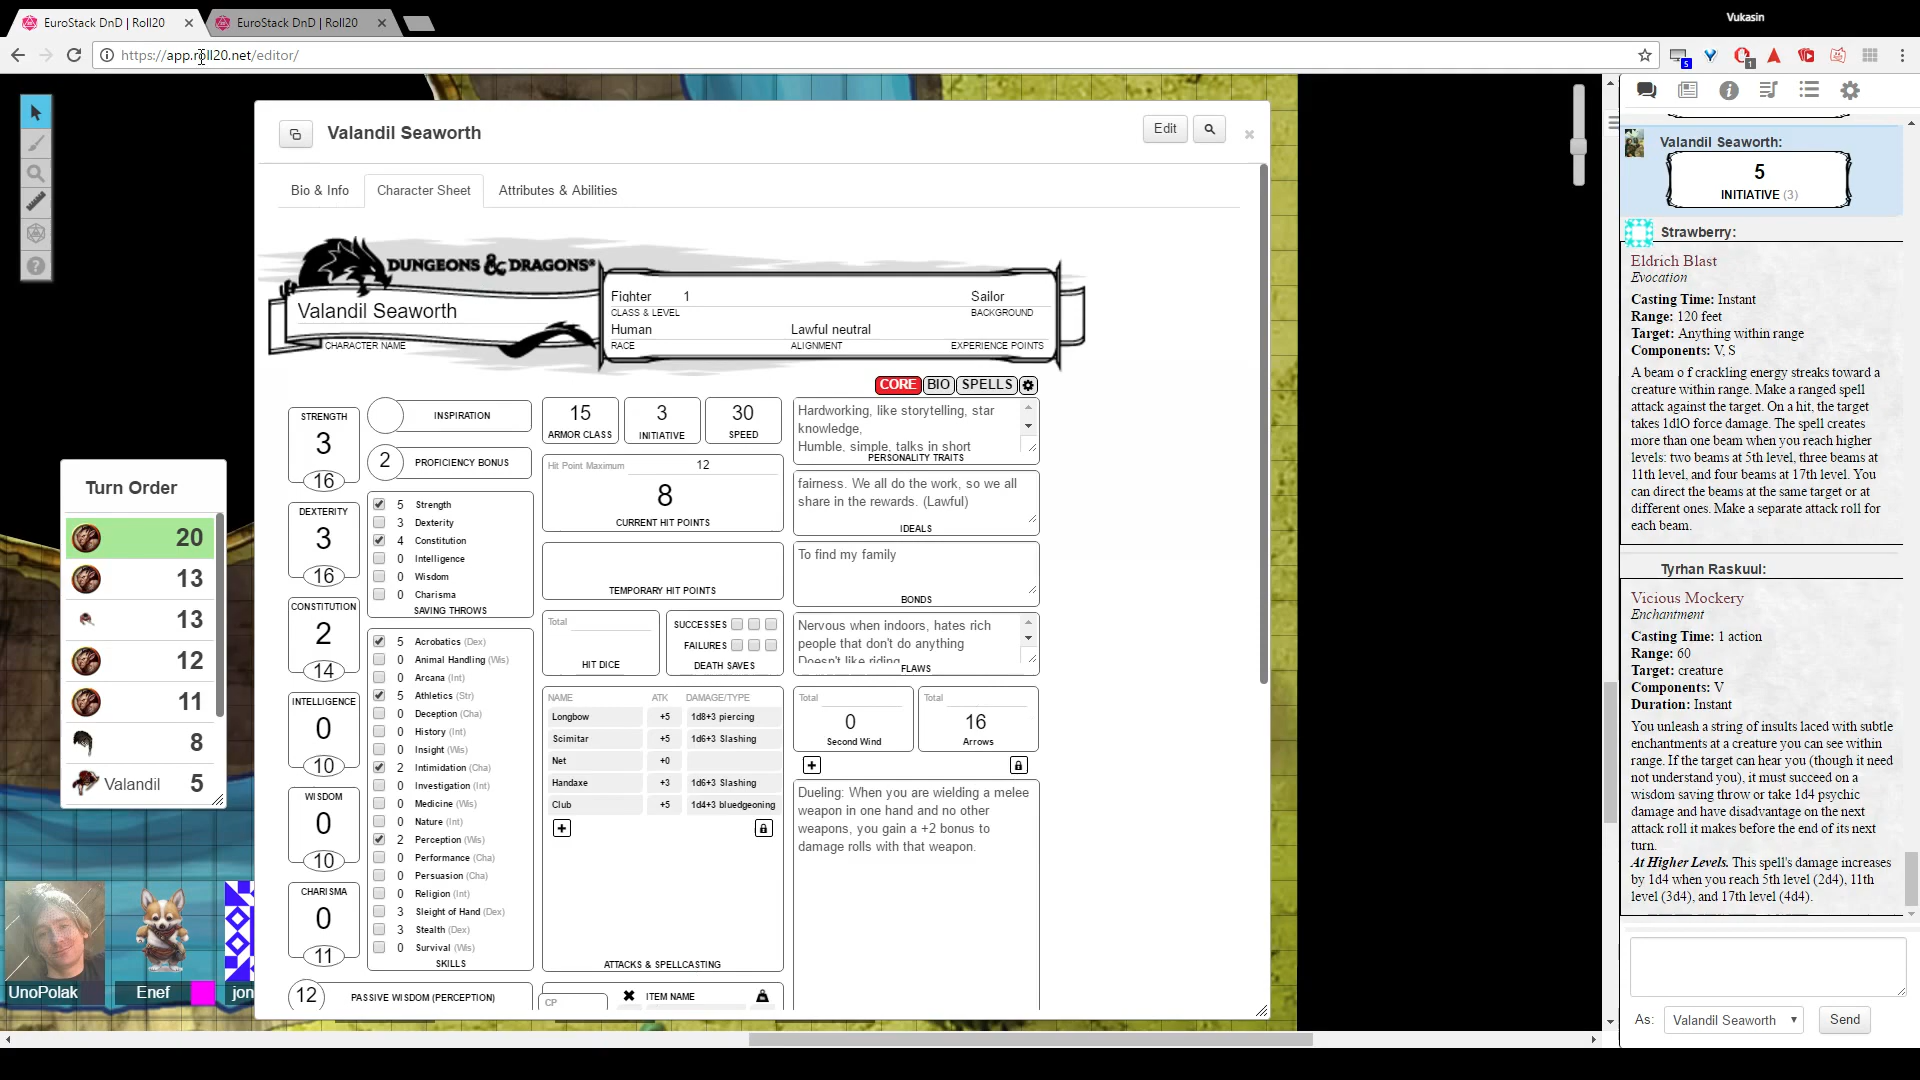 EuroStack DnD | Roll20
EuroStack DnD | Roll20
Vukasin
https://app.roll20.net/editor/
5
1
Valandil Seaworth
Edit
Bio & Info
Character Sheet
Attributes & Abilities
DUNGEONS & DRAGONS®
Valandil Seaworth
CHARACTER NAME
Fighter 1
Sailor
CLASS & LEVEL
BACKGROUND
Human
Lawful neutral
RACE
ALIGNMENT
EXPERIENCE POINTS
CORE
BIO
SPELLS
STRENGTH
3
16
DEXTERITY
3
16
CONSTITUTION
2
14
INTELLIGENCE
0
10
WISDOM
0
10
CHARISMA
0
11
INSPIRATION
2 PROFICIENCY BONUS
5 Strength
3 Dexterity
4 Constitution
0 Intelligence
0 Wisdom
0 Charisma
SAVING THROWS
5 Acrobatics (Dex)
0 Animal Handling (Wis)
0 Arcana (Int)
5 Athletics (Str)
0 Deception (Cha)
0 History (Int)
0 Insight (Wis)
2 Intimidation (Cha)
0 Investigation (Int)
0 Medicine (Wis)
0 Nature (Int)
2 Perception (Wis)
0 Performance (Cha)
0 Persuasion (Cha)
0 Religion (Int)
3 Sleight of Hand (Dex)
3 Stealth (Dex)
0 Survival (Wis)
SKILLS
12 PASSIVE WISDOM (PERCEPTION)
15
ARMOR CLASS
3
INITIATIVE
30
SPEED
Hit Point Maximum 12
8
CURRENT HIT POINTS
TEMPORARY HIT POINTS
Total
HIT DICE
SUCCESSES
FAILURES
DEATH SAVES
NAME ATK DAMAGE/TYPE
Longbow +5 1d8+3 piercing
Scimitar +5 1d6+3 Slashing
Net +0
Handaxe +3 1d6+3 Slashing
Club +5 1d4+3 bluedgeoning
ATTACKS & SPELLCASTING
CP
ITEM NAME
Hardworking, like storytelling, star
knowledge,
Humble, simple, talks in short
PERSONALITY TRAITS
fairness. We all do the work, so we all
share in the rewards. (Lawful)
IDEALS
To find my family
BONDS
Nervous when indoors, hates rich
people that don't do anything
Doesn't like riding
FLAWS
Total
0
Second Wind
Total
16
Arrows
Dueling: When you are wielding a melee
weapon in one hand and no other
weapons, you gain a +2 bonus to
damage rolls with that weapon.
Turn Order
20
13
13
12
11
8
Valandil 5
UnoPolak
Enef
jon
Valandil Seaworth:
5
INITIATIVE (3)
Strawberry:
Eldrich Blast
Evocation
Casting Time: Instant
Range: 120 feet
Target: Anything within range
Components: V, S
A beam o f crackling energy streaks toward a
creature within range. Make a ranged spell
attack against the target. On a hit, the target
takes 1dlO force damage. The spell creates
more than one beam when you reach higher
levels: two beams at 5th level, three beams at
11th level, and four beams at 17th level. You
can direct the beams at the same target or at
different ones. Make a separate attack roll for
each beam.
Tyrhan Raskuul:
Vicious Mockery
Enchantment
Casting Time: 1 action
Range: 60
Target: creature
Components: V
Duration: Instant
You unleash a string of insults laced with subtle
enchantments at a creature you can see within
range. If the target can hear you (though it need
not understand you), it must succeed on a
wisdom saving throw or take 1d4 psychic
damage and have disadvantage on the next
attack roll it makes before the end of its next
turn.
At Higher Levels. This spell's damage increases
by 1d4 when you reach 5th level (2d4), 11th
level (3d4), and 17th level (4d4).
As: Valandil Seaworth
Send